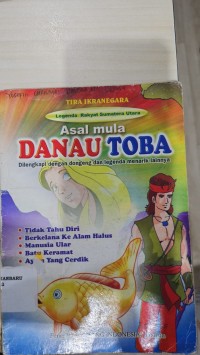 TIRA IKRANEGARA
Legenda Rakyat Sumatera Utara
Asal mula
DANAU TOBA
Dilengkapi dengan dongeng dan legenda menarik lainnya
• Tidak Tahu Diri
• Berkelana Ke Alam Halus
• Manusia Ular
• Batu Keramat
• Ayam Yang Cerdik